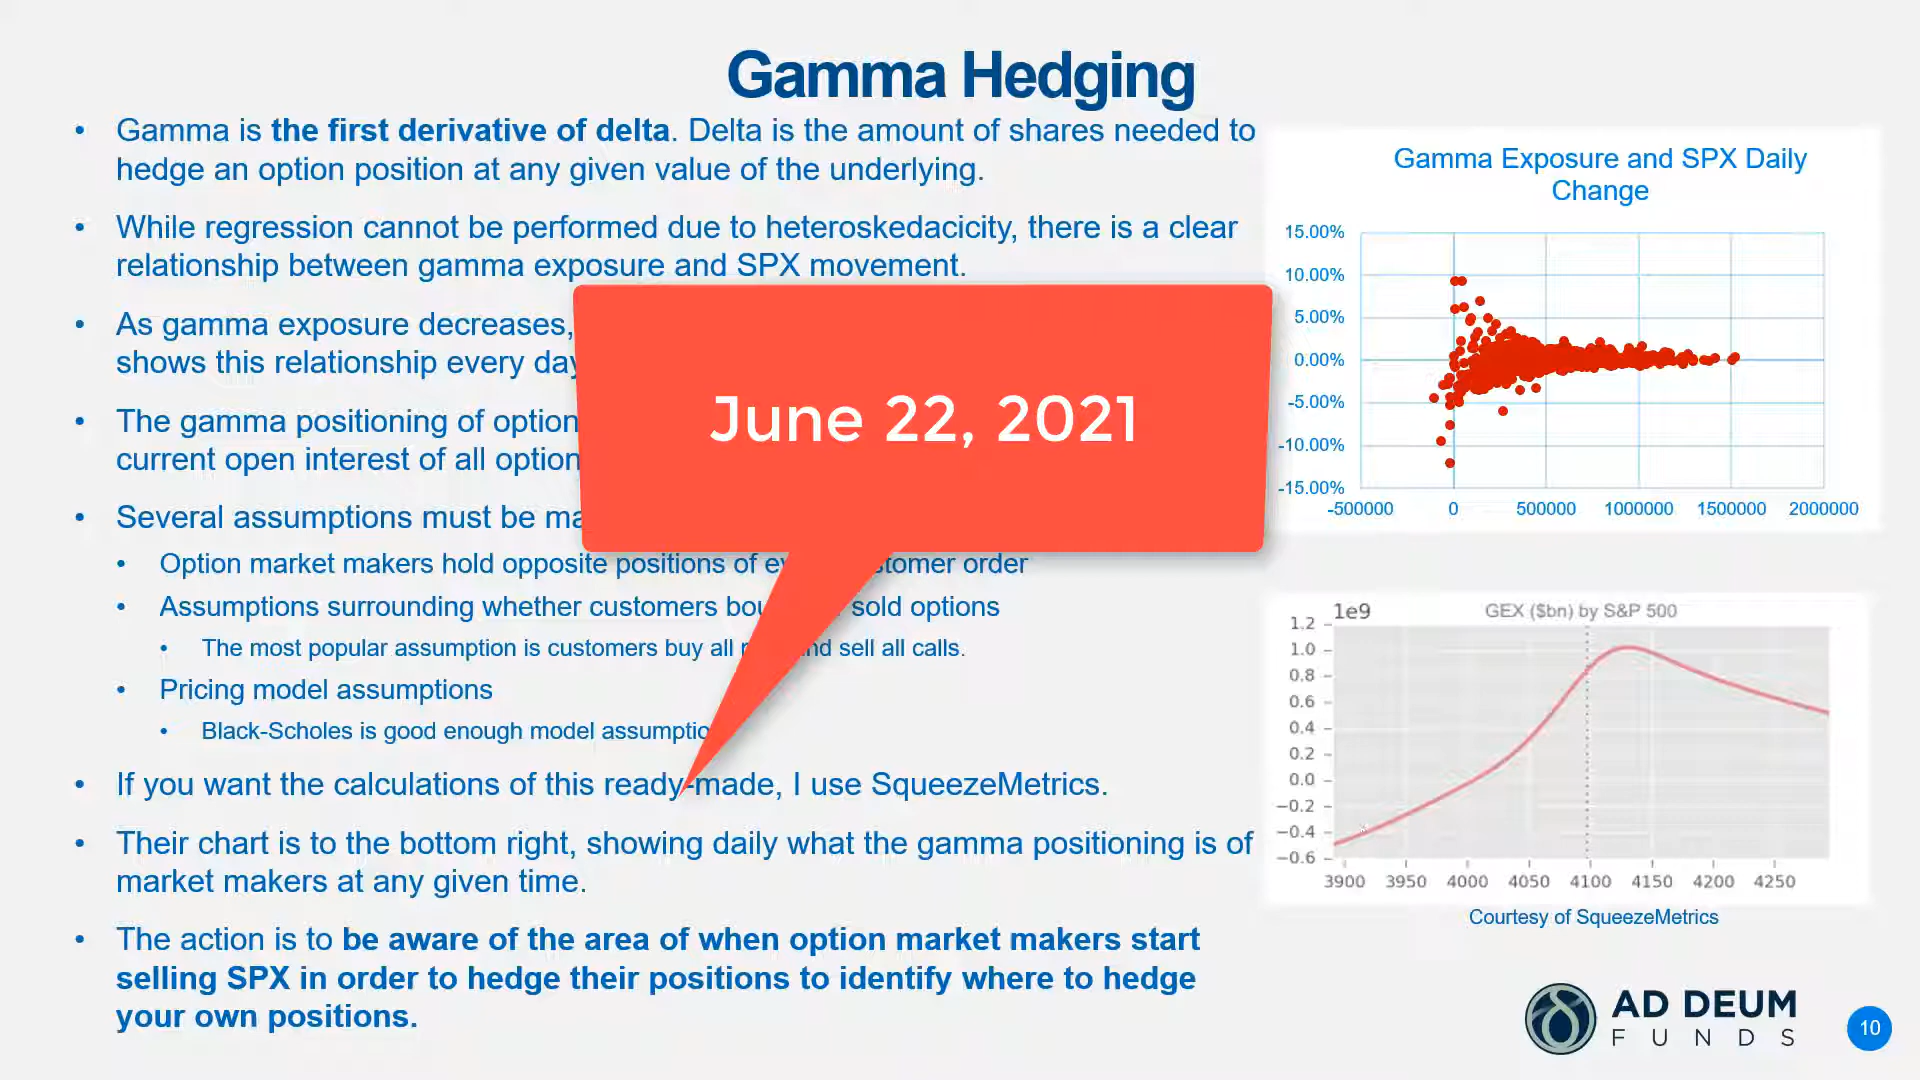 Gamma Hedging
Gamma is the first derivative of delta. Delta is the amount of shares needed to
hedge an option position at any given value of the underlying.
While regression cannot be performed due to heteroskedacicity, there is a clear
relationship between gamma exposure and SPX movement.
As gamma exposure decreases,
shows this relationship every day
The gamma positioning of option
current open interest of all option
Several assumptions must be
Option market makers hold opposite positions of order
Assumptions surrounding whether customers sold options
The most popular assumption is customers buy all sell all calls.
Pricing model assumptions
Black-Scholes is good enough model
If you want the calculations of this ready-made, I use SqueezeMetrics.
Their chart is to the bottom right, showing daily what the gamma positioning is of
market makers at any given time.
The action is to be aware of the area of when option market makers start
selling SPX in order to hedge their positions to identify where to hedge
your own positions.
June 22, 2021
Gamma Exposure and SPX Daily
Change
15.00%
10.00%
5.00%
0.00%
-5.00%
-10.00%
-15.00%
-500000 0 500000 1000000 1500000 2000000
1e9 GEX ($bn) by S&P 500
1.2
1.0
0.8
0.6
0.4
0.2
0.0
−0.2
−0.4
−0.6
3900 3950 4000 4050 4100 4150 4200 4250
Courtesy of SqueezeMetrics
AD DEUM
FUNDS
10